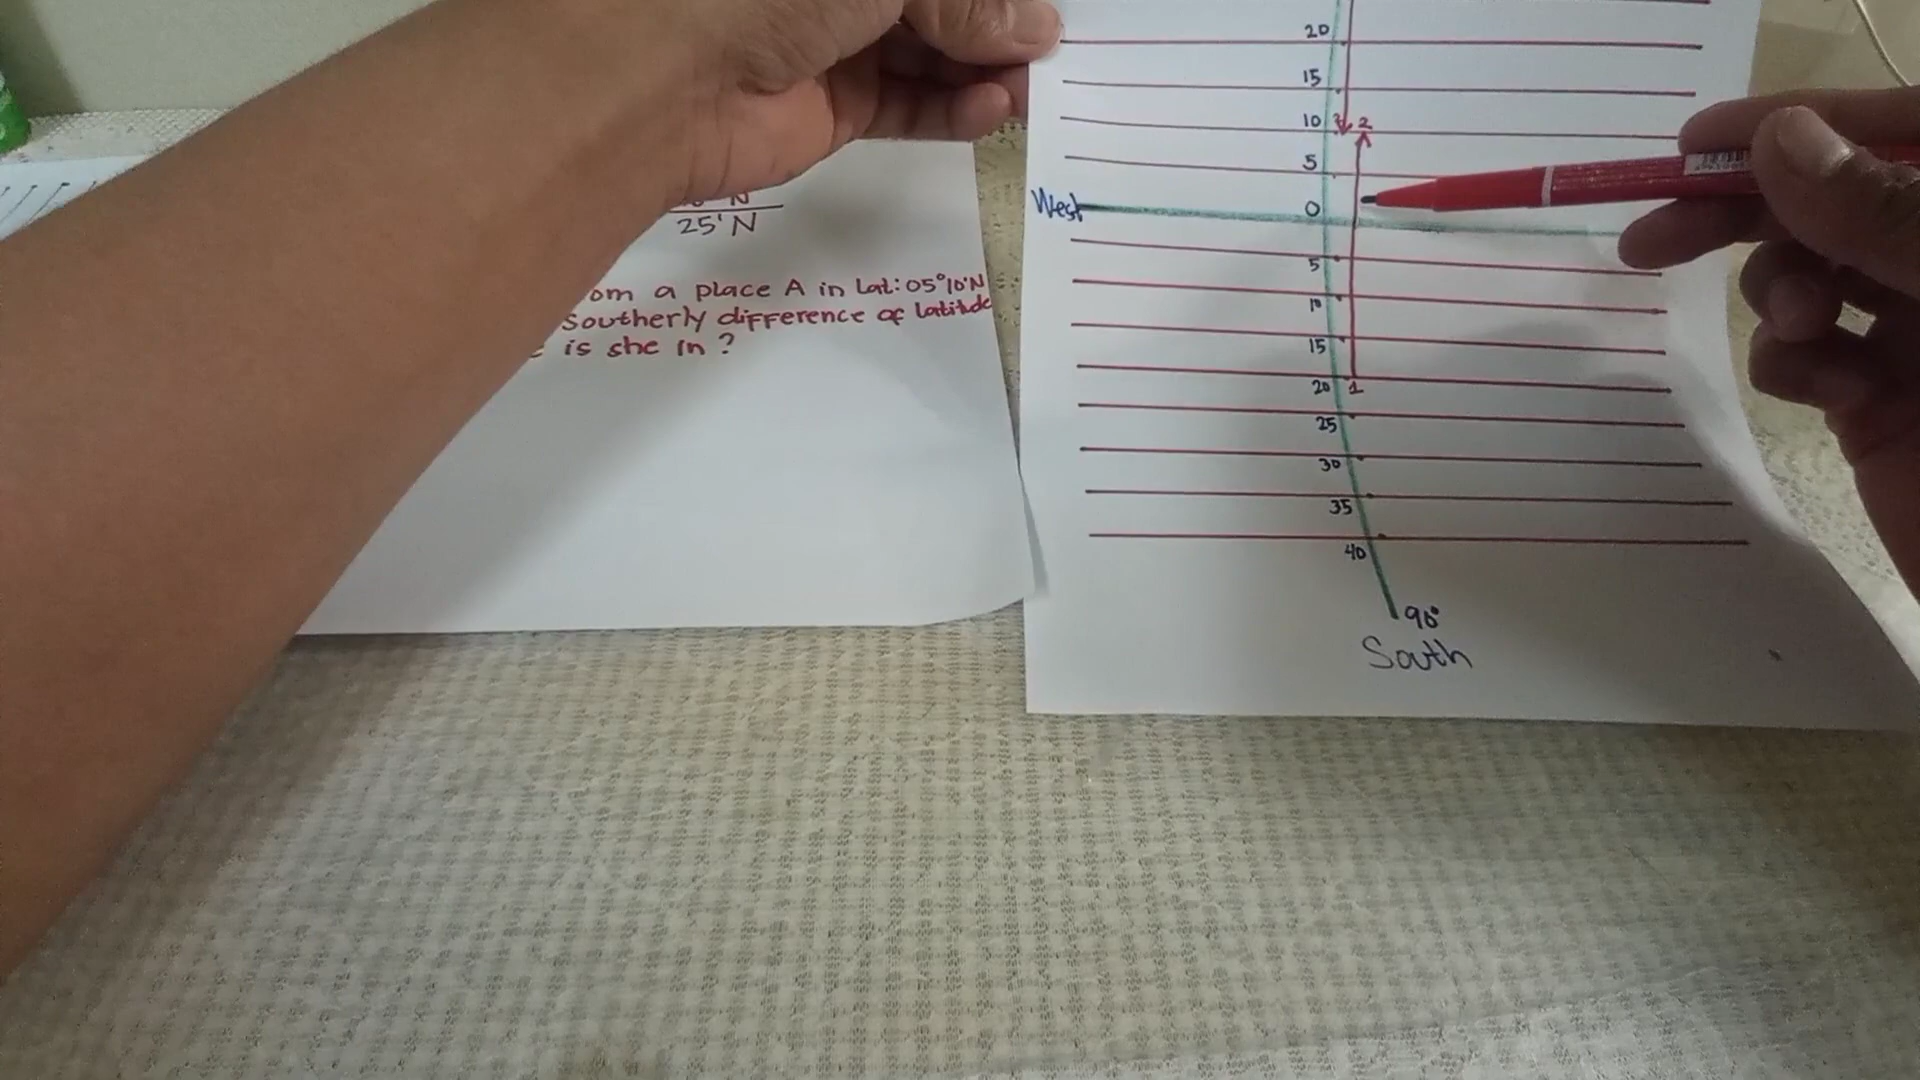 25'N
om a place A in Lat: 05°10'N
Southerly difference of latitude
is she in?
20
15
10 2
5
West 0
5
10
15
20 1
25
30
35
40
90°
South